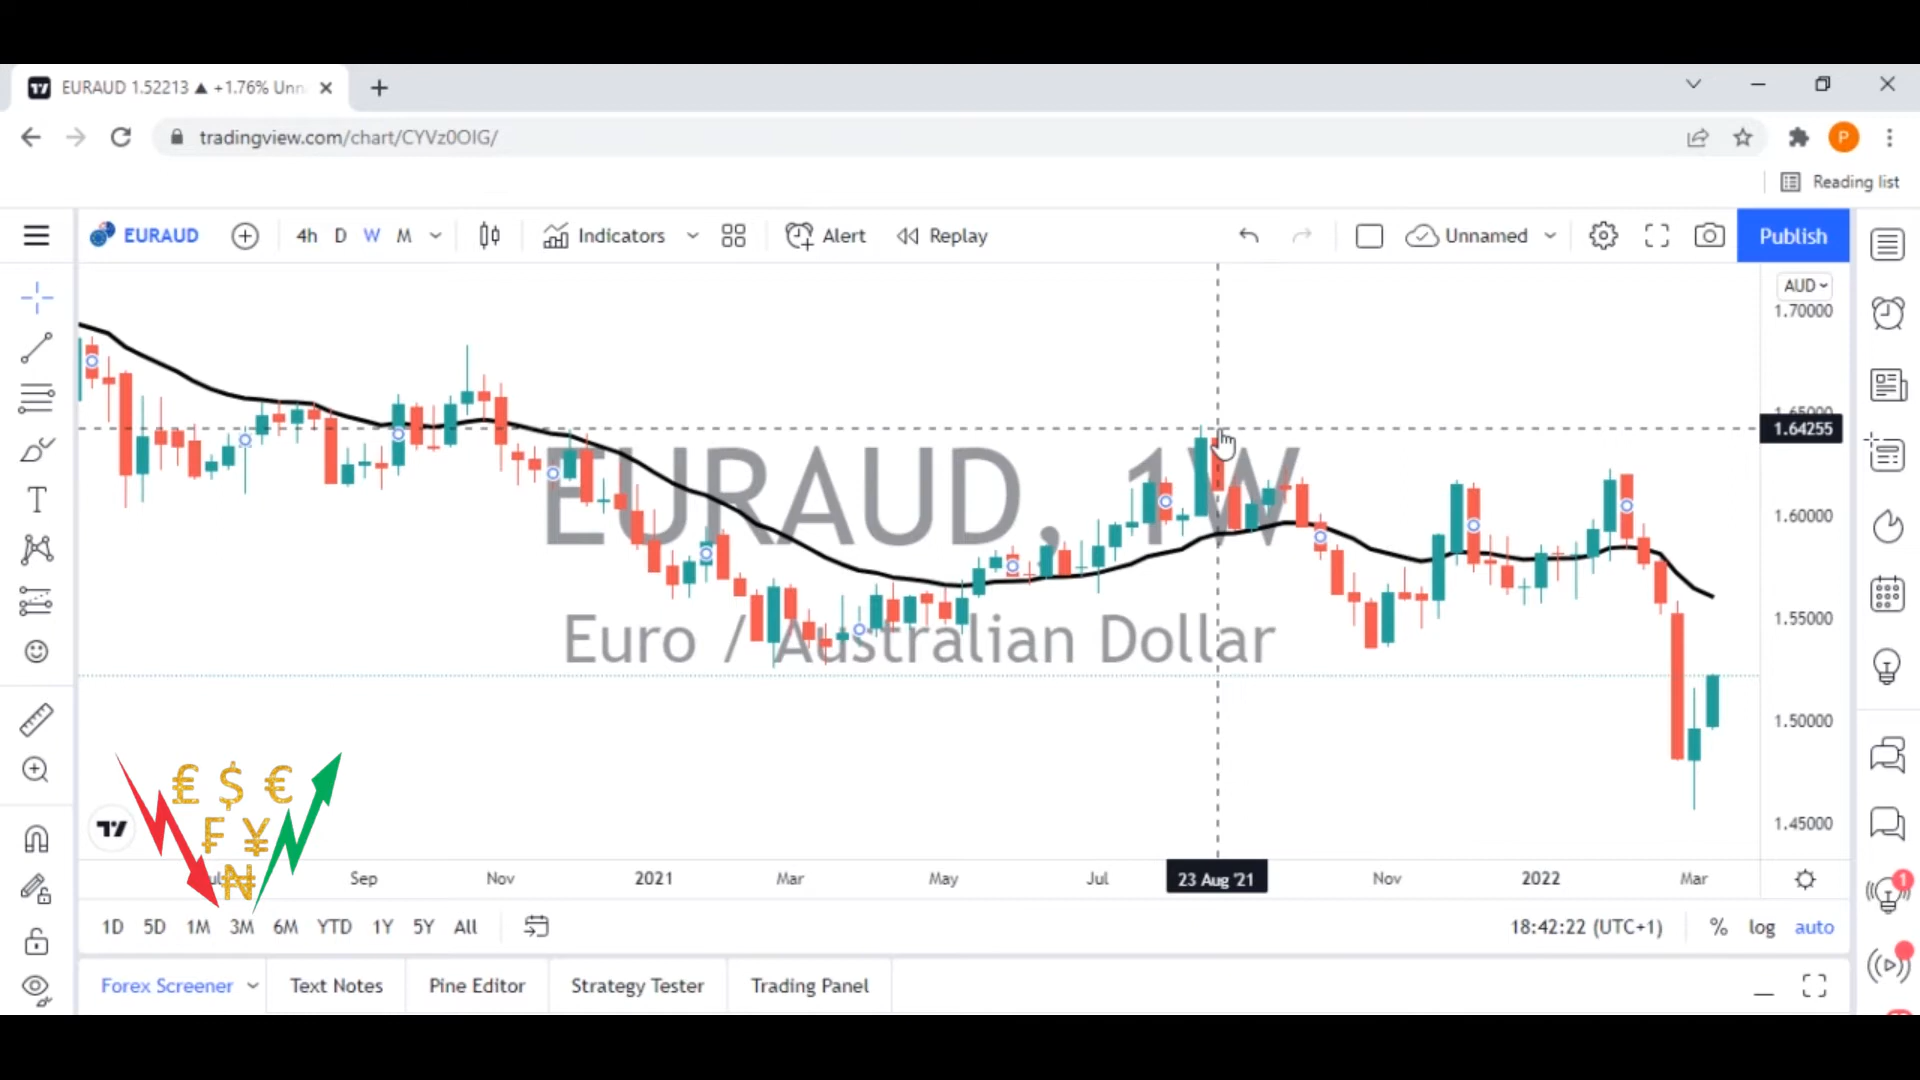 EURAUD 1.52213 ▲ +1.76% Unn
tradingview.com/chart/CYVz0OIG/
P
Reading list
EURAUD 4h D W M Indicators Alert Replay Unnamed Publish
AUD
1.70000
1.65000
1.64255
1.60000
1.55000
1.50000
1.45000
EURAUD, 1W
Euro / Australian Dollar
£ $ €
₣ ¥
₦
Sep Nov 2021 Mar May Jul 23 Aug '21 Nov 2022 Mar
1D 5D 1M 3M 6M YTD 1Y 5Y All 18:42:22 (UTC+1) % log auto
1
Forex Screener Text Notes Pine Editor Strategy Tester Trading Panel